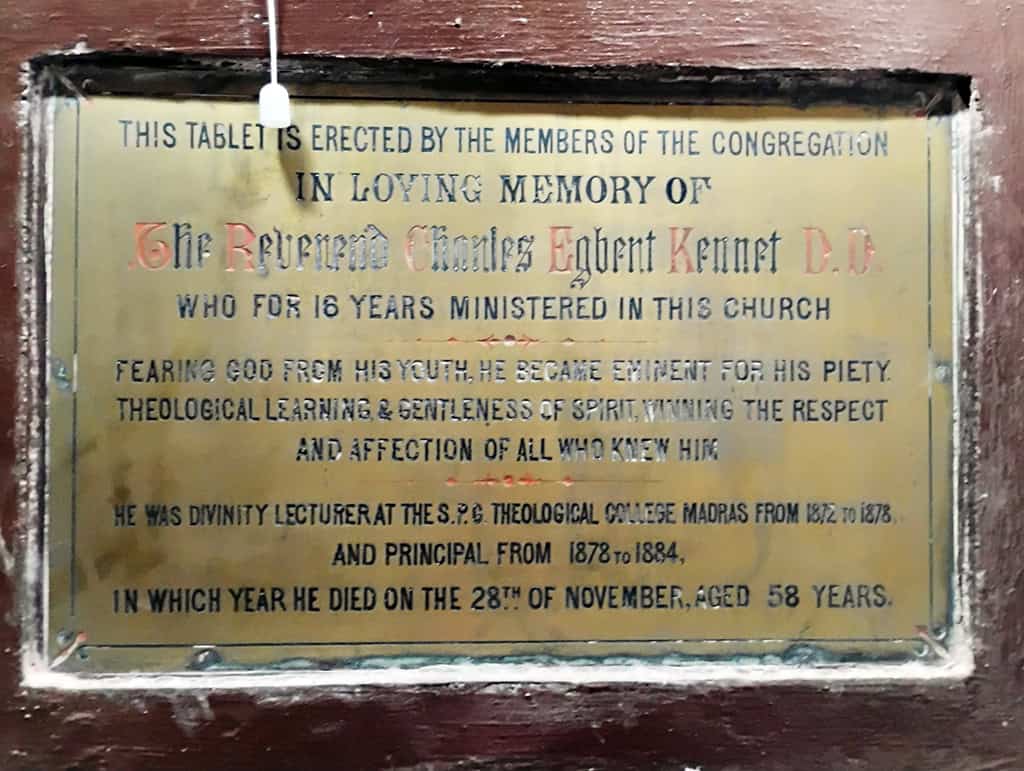 THIS TABLET IS ERECTED BY THE MEMBERS OF THE CONGREGATION
IN LOVING MEMORY OF
The Reverend Charles Egbert Kennet D.D.
WHO FOR 16 YEARS MINISTERED IN THIS CHURCH
FEARING GOD FROM HIS YOUTH, HE BECAME EMINENT FOR HIS PIETY.
THEOLOGICAL LEARNING, & GENTLENESS OF SPIRIT, WINNING THE RESPECT
AND AFFECTION OF ALL WHO KNEW HIM
HE WAS DIVINITY LECTURER AT THE S.P.G. THEOLOGICAL COLLEGE MADRAS FROM 1872 TO 1878,
AND PRINCIPAL FROM 1878 TO 1884,
IN WHICH YEAR HE DIED ON THE 28TH OF NOVEMBER, AGED 58 YEARS.